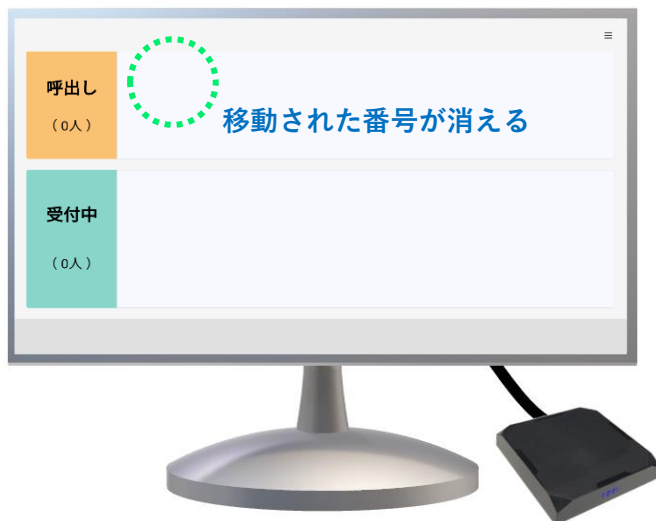 ≡
呼出し
（0人）
移動された番号が消える
受付中
（0人）